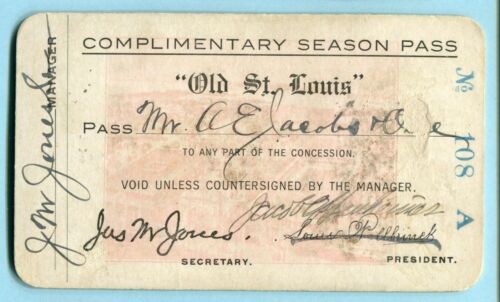 COMPLIMENTARY SEASON PASS
"Old St. Louis"
PASS Mr. A E Jacobs & One
TO ANY PART OF THE CONCESSION.
VOID UNLESS COUNTERSIGNED BY THE MANAGER.
Jas M Jones.
SECRETARY. PRESIDENT.
J M Jones
MANAGER
No 108 A